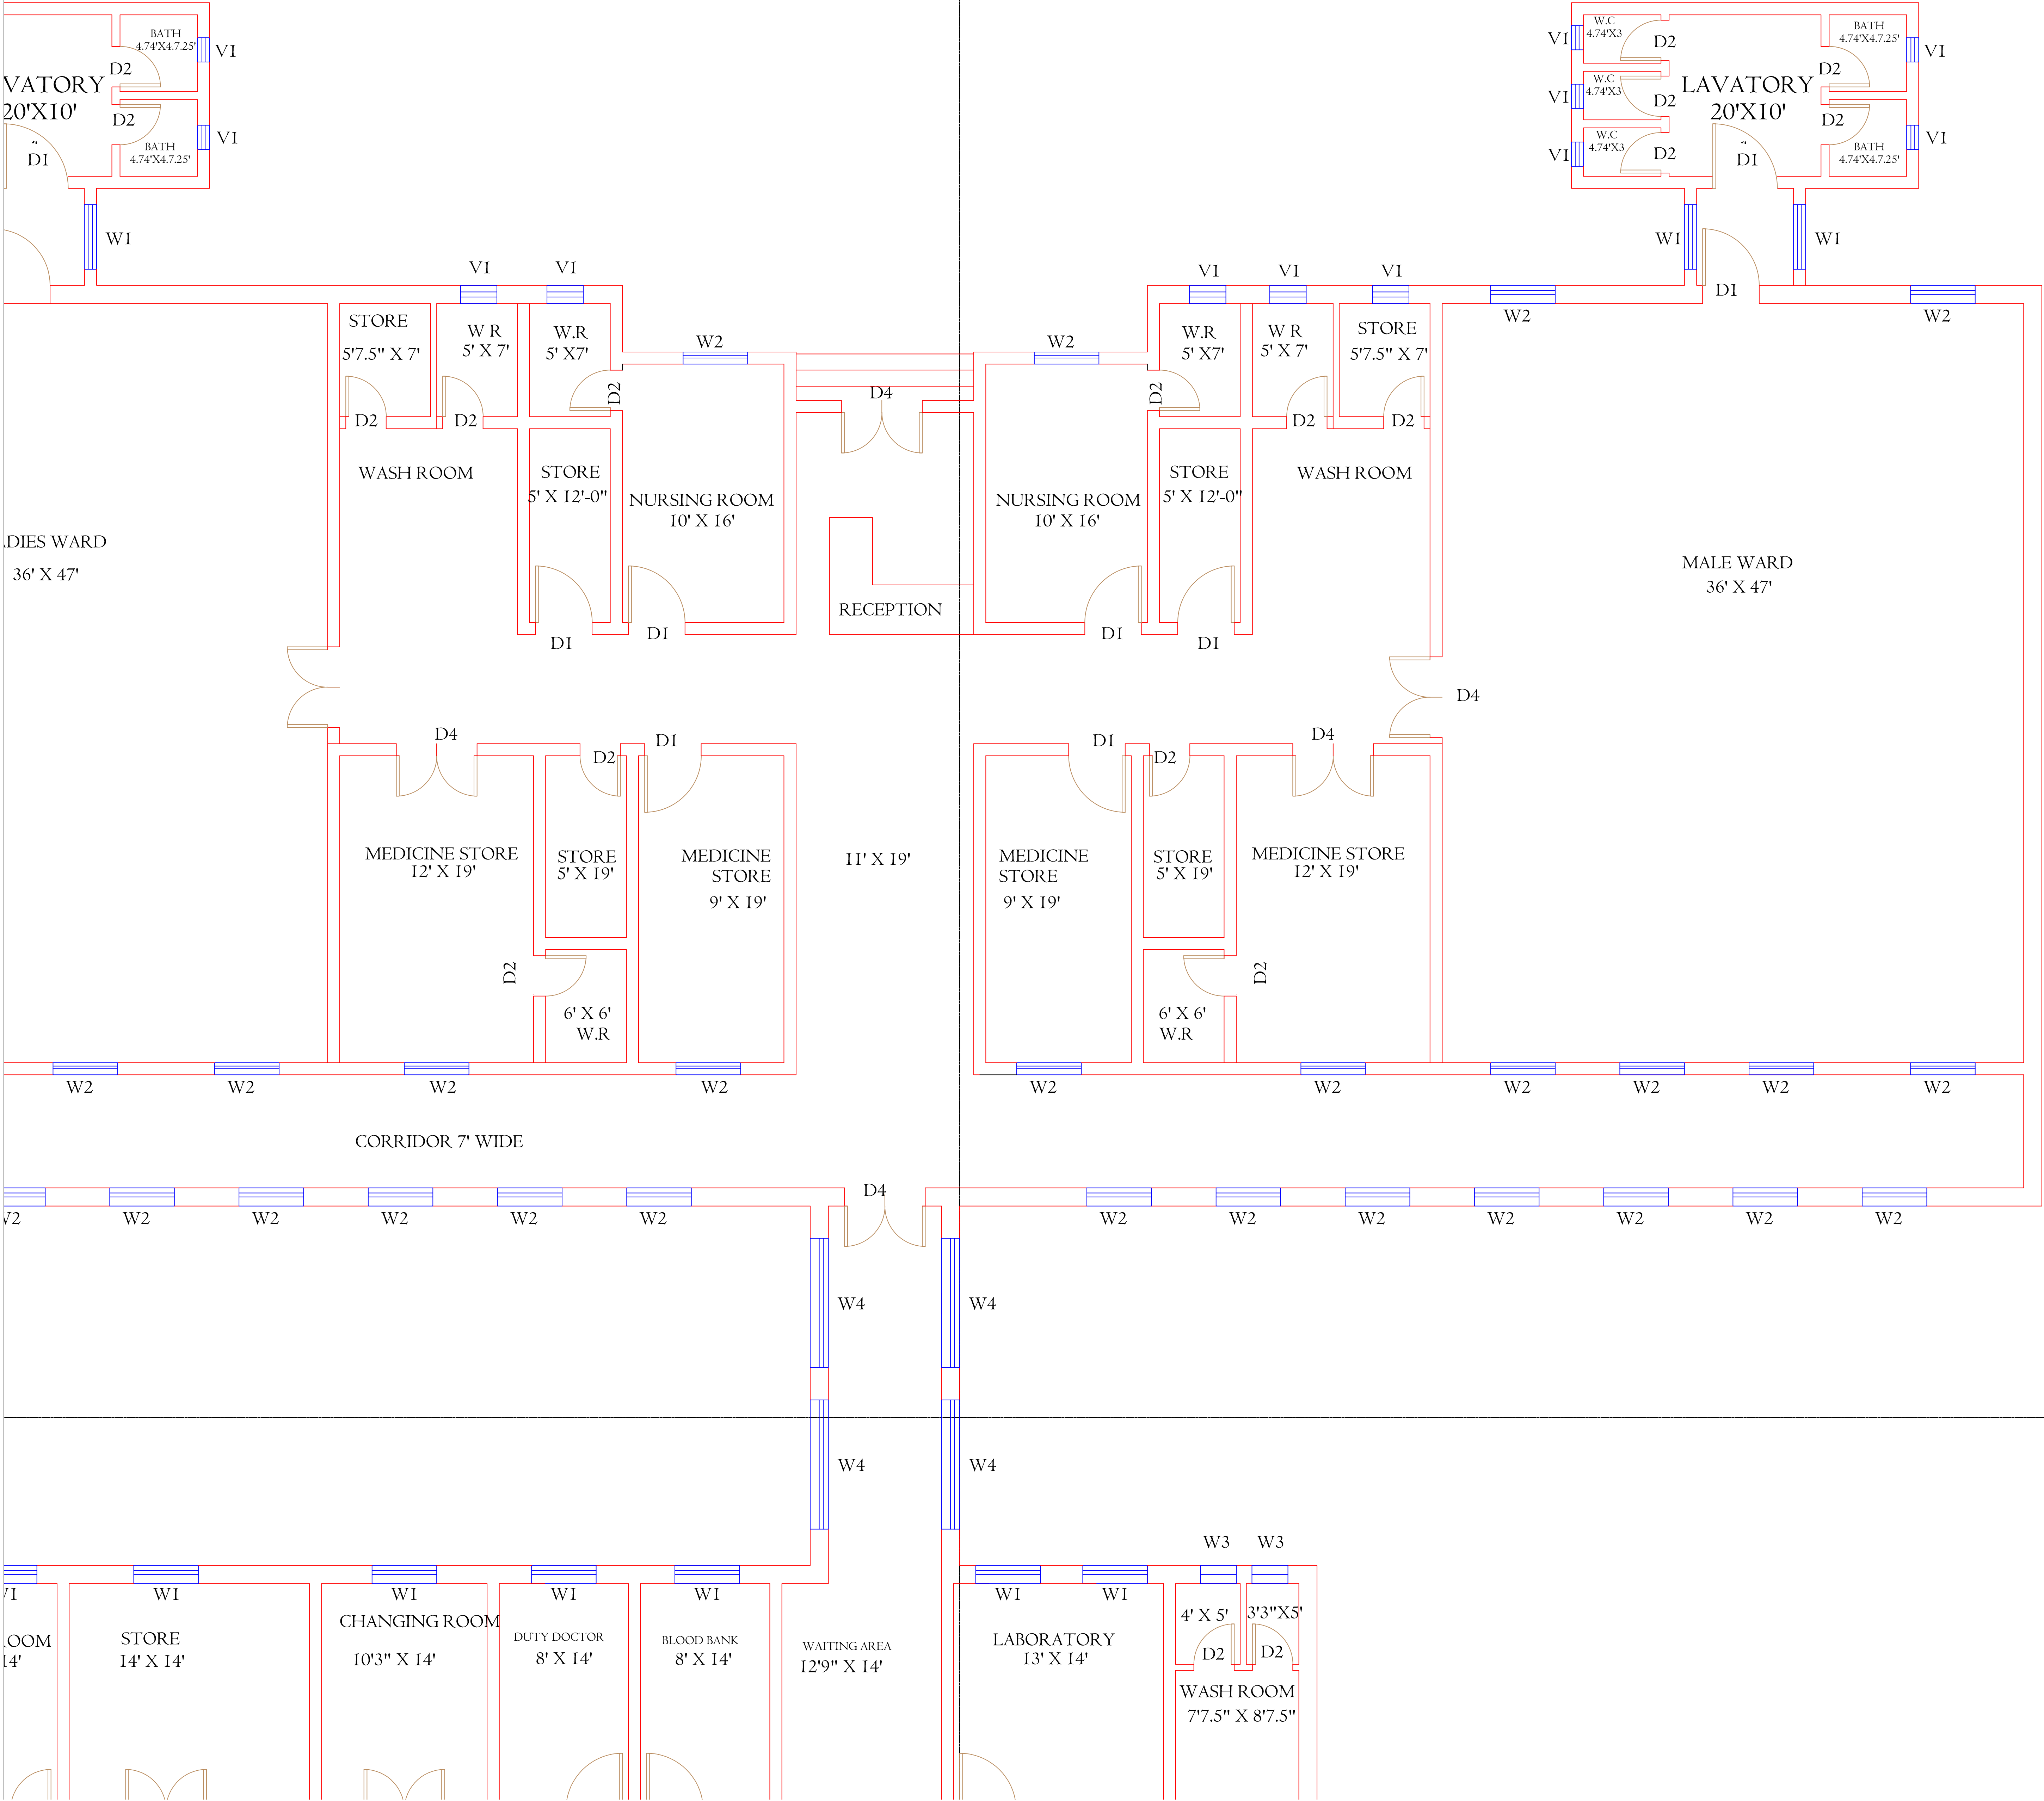 BATH
4.74'X4.7.25'
V1
D2
VATORY
20'X10'
D2
V1
D1
BATH
4.74'X4.7.25'
W1
W.C
4.74'X3
V1
D2
W.C
4.74'X3
V1
D2
W.C
4.74'X3
V1
D2
LAVATORY
20'X10'
D1
BATH
4.74'X4.7.25'
V1
D2
D2
V1
BATH
4.74'X4.7.25'
W1
W1
D1
V1
V1
V1
V1
V1
W2
W2
STORE
5'7.5" X 7'
W R
5' X 7'
W.R
5' X7'
W2
D2
D2
D2
D4
W2
W.R
5' X7'
W R
5' X 7'
STORE
5'7.5" X 7'
D2
D2
D2
WASH ROOM
STORE
5' X 12'-0"
NURSING ROOM
10' X 16'
NURSING ROOM
10' X 16'
STORE
5' X 12'-0"
WASH ROOM
ADIES WARD
36' X 47'
MALE WARD
36' X 47'
RECEPTION
D1
D1
D1
D1
D4
D4
D2
D1
D1
D2
D4
MEDICINE STORE
12' X 19'
STORE
5' X 19'
MEDICINE
STORE
9' X 19'
11' X 19'
MEDICINE
STORE
9' X 19'
STORE
5' X 19'
MEDICINE STORE
12' X 19'
D2
6' X 6'
W.R
6' X 6'
W.R
D2
W2
W2
W2
W2
W2
W2
W2
W2
W2
W2
CORRIDOR 7' WIDE
D4
W2
W2
W2
W2
W2
W2
W2
W2
W2
W2
W2
W2
W2
W4
W4
W4
W4
W3
W3
W1
W1
W1
W1
W1
W1
W1
OOM
14'
STORE
14' X 14'
CHANGING ROOM
10'3" X 14'
DUTY DOCTOR
8' X 14'
BLOOD BANK
8' X 14'
WAITING AREA
12'9" X 14'
LABORATORY
13' X 14'
4' X 5'
3'3"X5'
D2
D2
WASH ROOM
7'7.5" X 8'7.5"